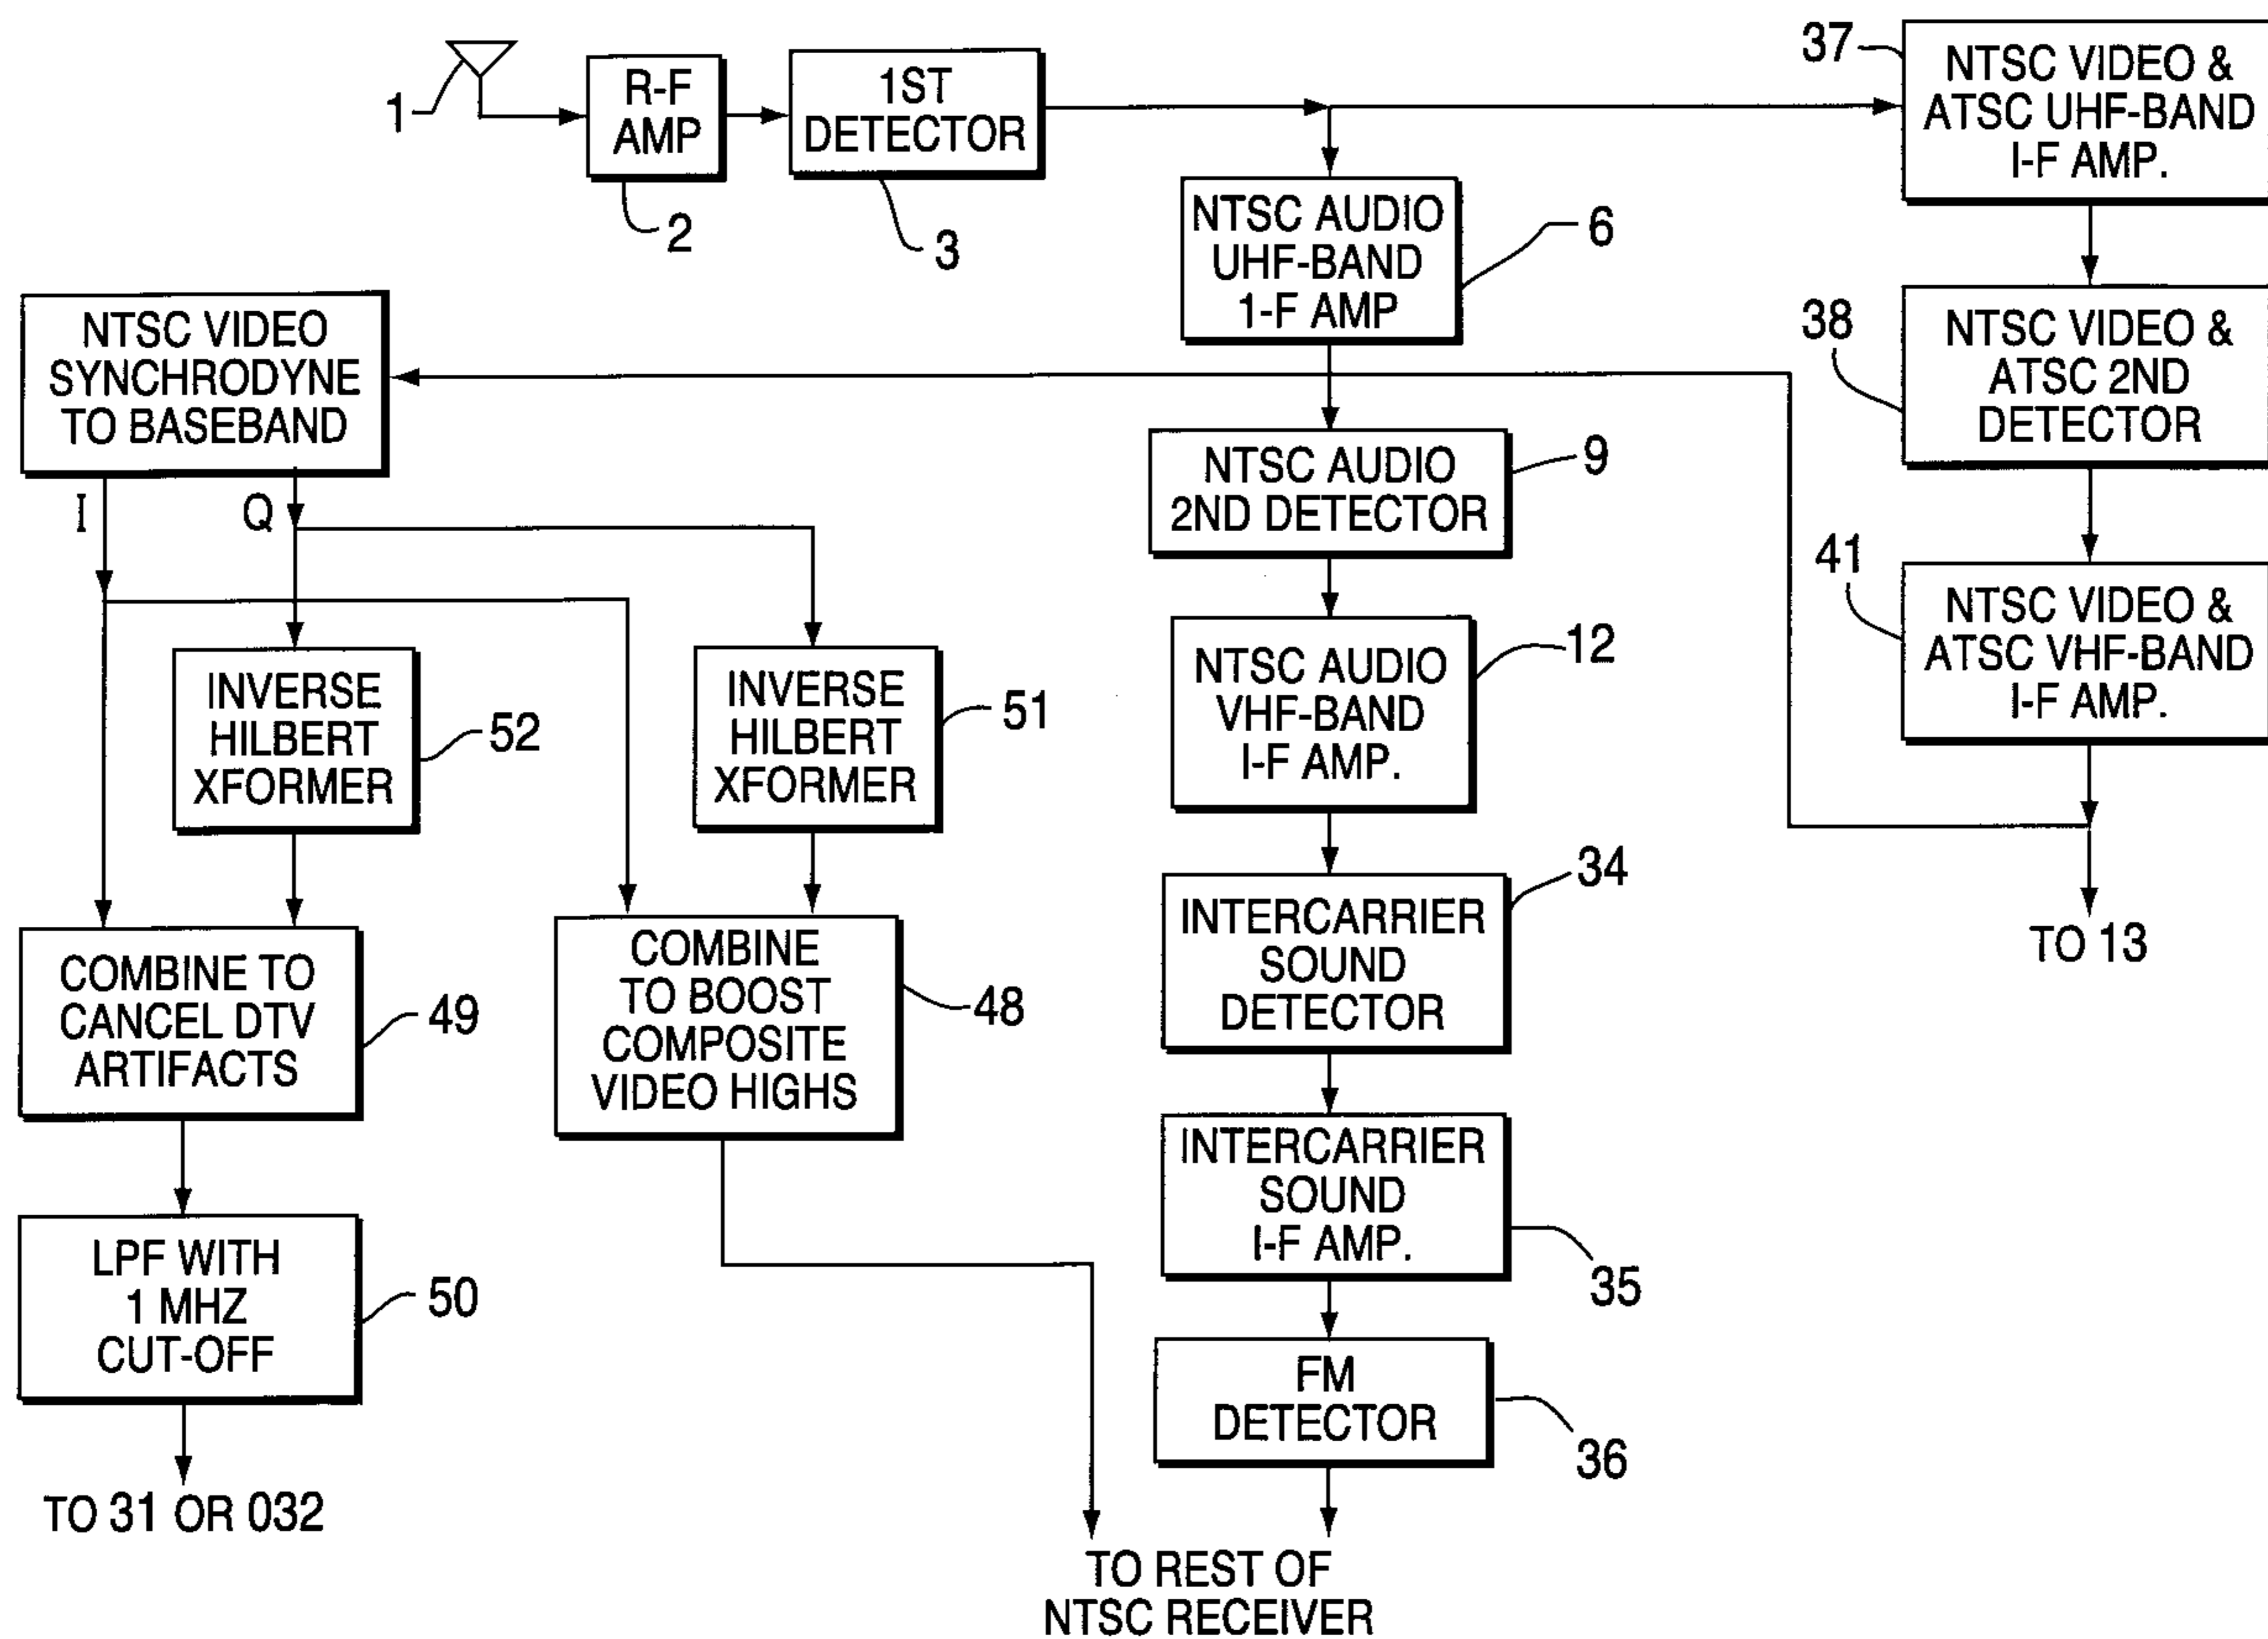 1
R-F
AMP
2
1ST
DETECTOR
3
37
NTSC VIDEO &
ATSC UHF-BAND
I-F AMP.
NTSC AUDIO
UHF-BAND
1-F AMP
6
NTSC VIDEO
SYNCHRODYNE
TO BASEBAND
38
NTSC VIDEO &
ATSC 2ND
DETECTOR
I
Q
NTSC AUDIO
2ND DETECTOR
9
41
NTSC VIDEO &
ATSC VHF-BAND
I-F AMP.
INVERSE
HILBERT
XFORMER
52
INVERSE
HILBERT
XFORMER
51
NTSC AUDIO
VHF-BAND
I-F AMP.
12
TO 13
COMBINE TO
CANCEL DTV
ARTIFACTS
49
COMBINE
TO BOOST
COMPOSITE
VIDEO HIGHS
48
INTERCARRIER
SOUND
DETECTOR
34
INTERCARRIER
SOUND
I-F AMP.
35
LPF WITH
1 MHZ
CUT-OFF
50
FM
DETECTOR
36
TO 31 OR 032
TO REST OF
NTSC RECEIVER